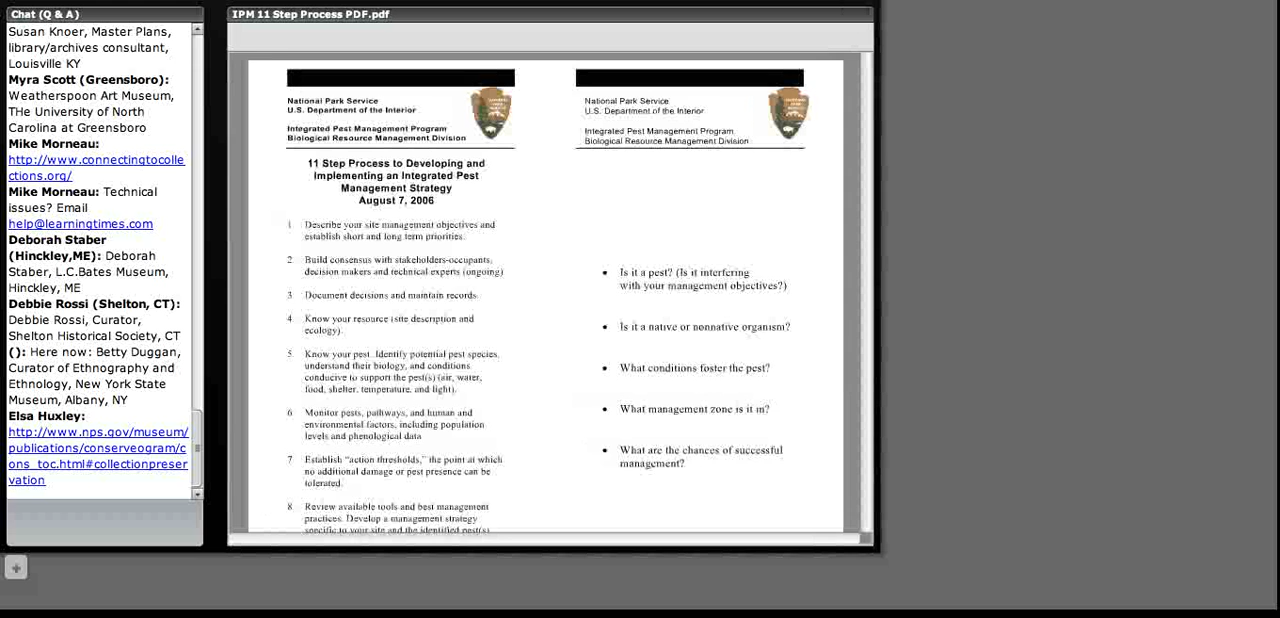 Chat (Q & A)
Susan Knoer, Master Plans,
library/archives consultant,
Louisville KY
Myra Scott (Greensboro):
Weatherspoon Art Museum,
THe University of North
Carolina at Greensboro
Mike Morneau:
http://www.connectingtocolle
ctions.org/
Mike Morneau: Technical
issues? Email
help@learningtimes.com
Deborah Staber
(Hinckley,ME): Deborah
Staber, L.C.Bates Museum,
Hinckley, ME
Debbie Rossi (Shelton, CT):
Debbie Rossi, Curator,
Shelton Historical Society, CT
(): Here now: Betty Duggan,
Curator of Ethnography and
Ethnology, New York State
Museum, Albany, NY
Elsa Huxley:
http://www.nps.gov/museum/
publications/conserveogram/c
ons_toc.html#collectionpreser
vation
IPM 11 Step Process PDF.pdf
National Park Service
U.S. Department of the Interior
Integrated Pest Management Program
Biological Resource Management Division
11 Step Process to Developing and
Implementing an Integrated Pest
Management Strategy
August 7, 2006
1 Describe your site management objectives and
establish short and long term priorities.
2 Build consensus with stakeholders-occupants,
decision makers and technical experts (ongoing)
3 Document decisions and maintain records.
4 Know your resource (site description and
ecology).
5 Know your pest. Identify potential pest species,
understand their biology, and conditions
conducive to support the pest(s) (air, water,
food, shelter, temperature, and light).
6 Monitor pests, pathways, and human and
environmental factors, including population
levels and phenological data
7 Establish “action thresholds,” the point at which
no additional damage or pest presence can be
tolerated.
8 Review available tools and best management
practices. Develop a management strategy
specific to your site and the identified pest(s)
National Park Service
U.S. Department of the Interior
Integrated Pest Management Program
Biological Resource Management Division
• Is it a pest? (Is it interfering
with your management objectives?)
• Is it a native or nonnative organism?
• What conditions foster the pest?
• What management zone is it in?
• What are the chances of successful
management?